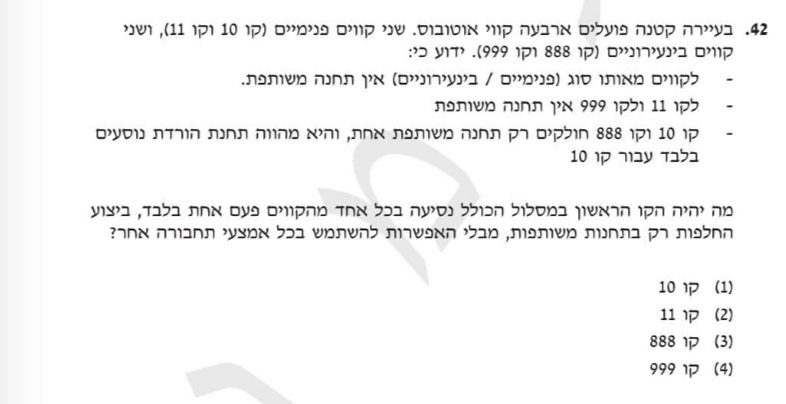 42. בעיירה קטנה פועלים ארבעה קווי אוטובוס. שני קווים פנימיים (קו 10 וקו 11), ושני
קווים בינעירוניים (קו 888 וקו 999). ידוע כי:
- לקווים מאותו סוג (פנימיים / בינעירוניים) אין תחנה משותפת.
- לקו 11 ולקו 999 אין תחנה משותפת
- קו 10 וקו 888 חולקים רק תחנה משותפת אחת, והיא מהווה תחנת הורדת נוסעים
בלבד עבור קו 10
מה יהיה הקו הראשון במסלול הכולל נסיעה בכל אחד מהקווים פעם אחת בלבד, ביצוע
החלפות רק בתחנות משותפות, מבלי האפשרות להשתמש בכל אמצעי תחבורה אחר?
(1) קו 10
(2) קו 11
(3) קו 888
(4) קו 999